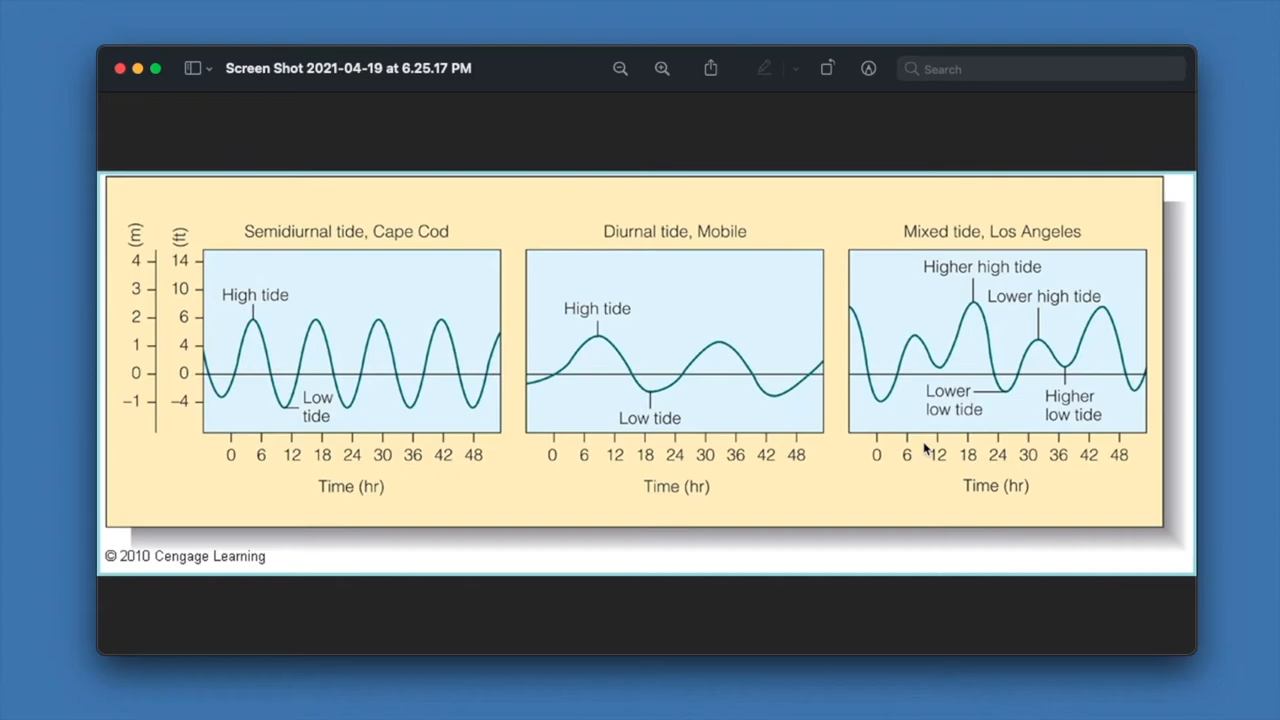 Screen Shot 2021-04-19 at 6.25.17 PM
Search
Semidiurnal tide, Cape Cod
Diurnal tide, Mobile
Mixed tide, Los Angeles
(m)
(ft)
4 14
3 10
2 6
1 4
0 0
−1 −4
High tide
Low
tide
0 6 12 18 24 30 36 42 48
Time (hr)
High tide
Low tide
0 6 12 18 24 30 36 42 48
Time (hr)
Higher high tide
Lower high tide
Lower
low tide
Higher
low tide
0 6 12 18 24 30 36 42 48
Time (hr)
© 2010 Cengage Learning